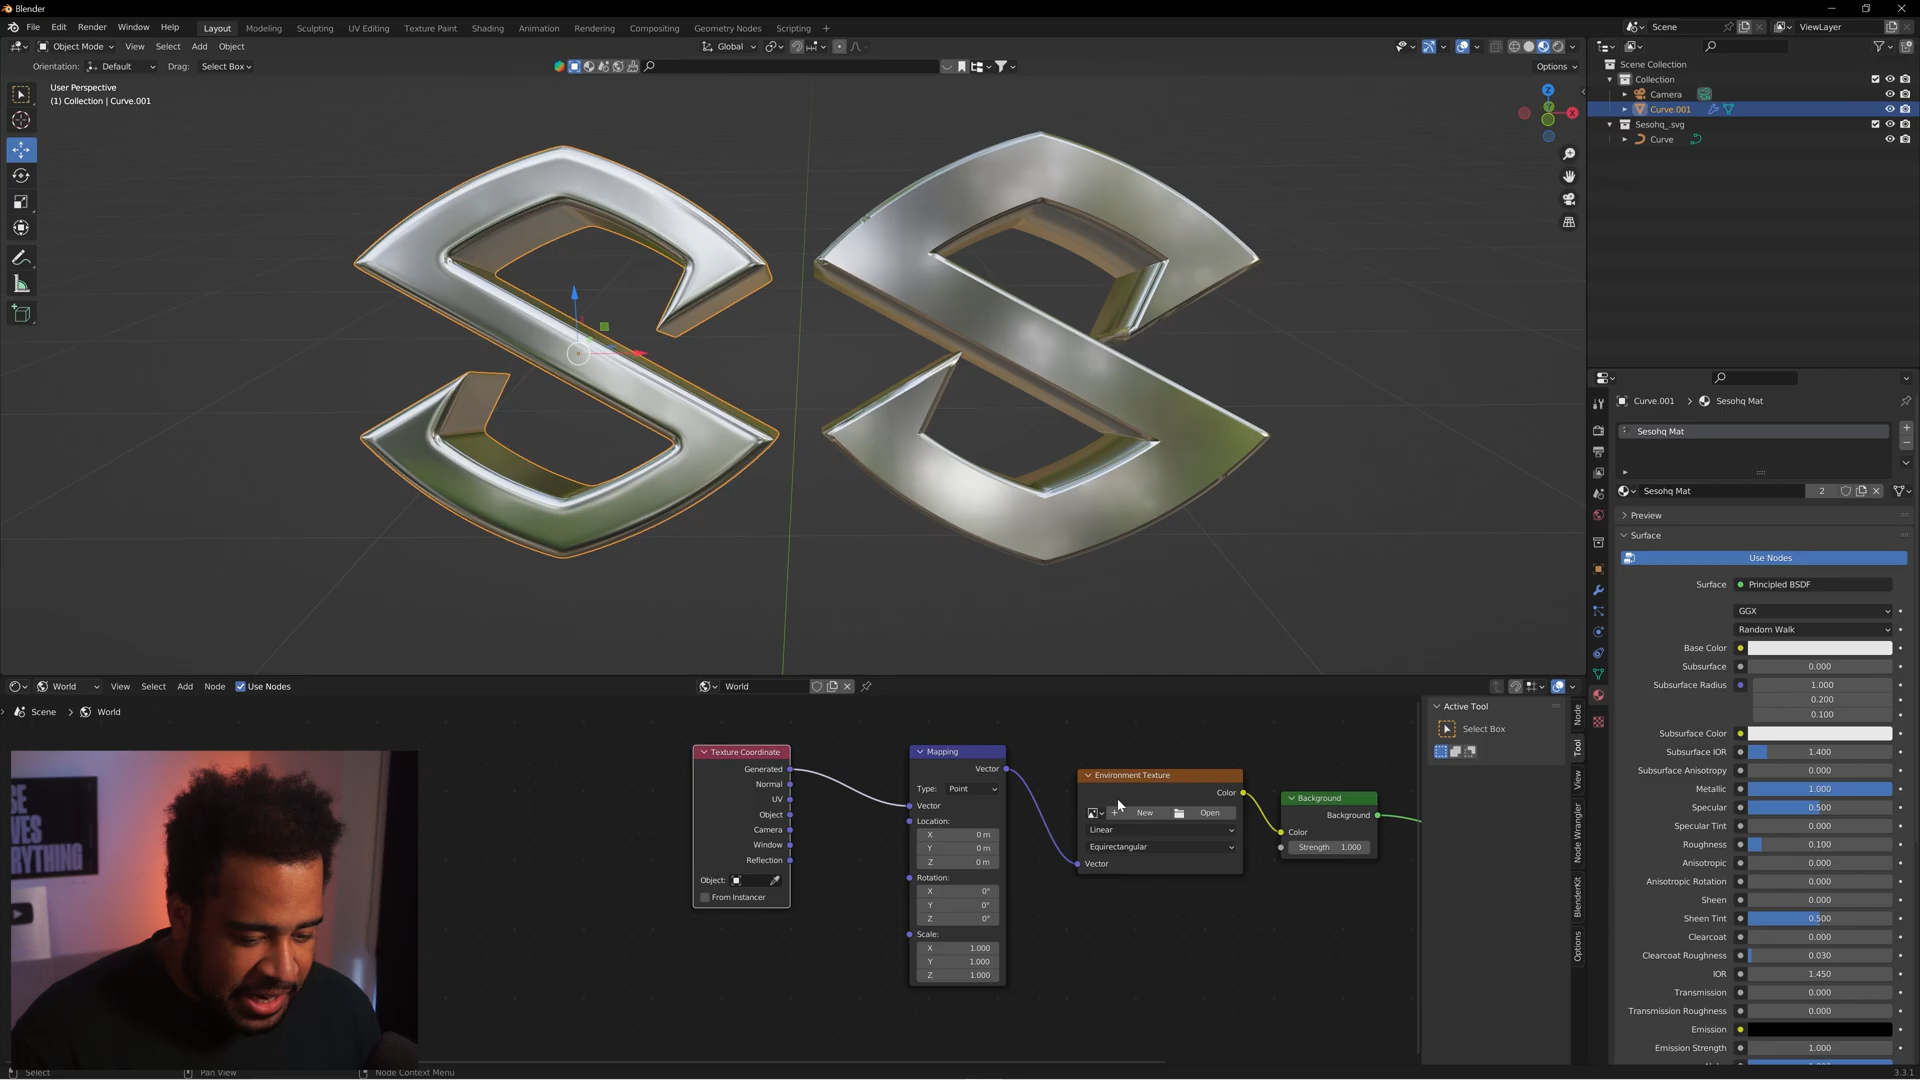 Blender
File Edit Render Window Help Layout Modeling Sculpting UV Editing Texture Paint Shading Animation Rendering Compositing Geometry Nodes Scripting + Scene ViewLayer
Object Mode View Select Add Object Global
Orientation: Default Drag: Select Box Options
User Perspective
(1) Collection | Curve.001
Z
Y
X
Scene Collection
Collection
Camera
Curve.001
Sesohq_.svg
Curve
Curve.001 > Sesohq Mat
Sesohq Mat
Sesohq Mat 2
Preview
Surface
Use Nodes
Surface Principled BSDF
GGX
Random Walk
Base Color
Subsurface 0.000
Subsurface Radius 1.000
0.200
0.100
Subsurface Color
Subsurface IOR 1.400
Subsurface Anisotropy 0.000
Metallic 1.000
Specular 0.500
Specular Tint 0.000
Roughness 0.100
Anisotropic 0.000
Anisotropic Rotation 0.000
Sheen 0.000
Sheen Tint 0.500
Clearcoat 0.000
Clearcoat Roughness 0.030
IOR 1.450
Transmission 0.000
Transmission Roughness 0.000
Emission
Emission Strength 1.000
World View Select Add Node Use Nodes World
Scene > World
Texture Coordinate
Generated
Normal
UV
Object
Camera
Window
Reflection
Object:
From Instancer
Mapping
Vector
Type: Point
Vector
Location:
X 0 m
Y 0 m
Z 0 m
Rotation:
X 0°
Y 0°
Z 0°
Scale:
X 1.000
Y 1.000
Z 1.000
Environment Texture
Color
+ New Open
Linear
Equirectangular
Vector
Background
Background
Color
Strength 1.000
Active Tool
Select Box
Node
Tool
View
Node Wrangler
BlenderKit
Options
Select Pan View Node Context Menu 3.3.1